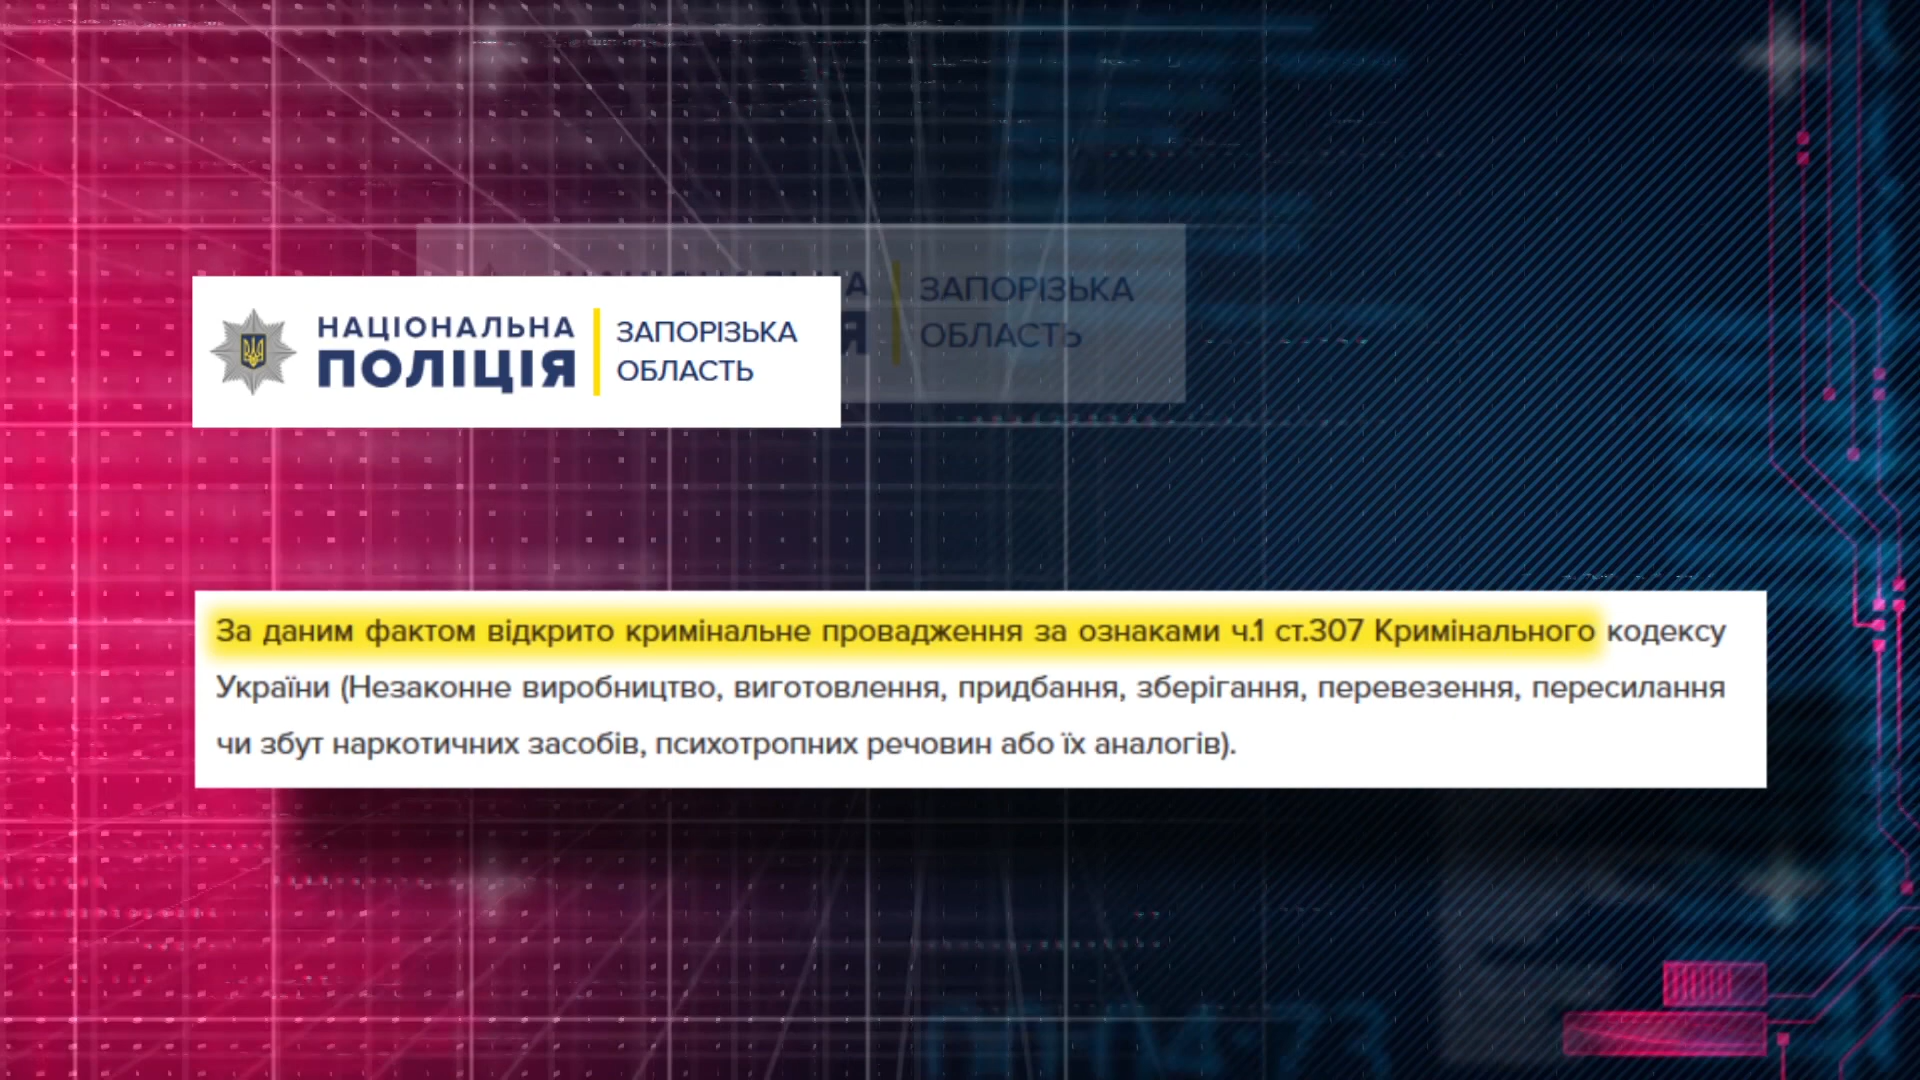 НАЦІОНАЛЬНА
ПОЛІЦІЯ
ЗАПОРІЗЬКА
ОБЛАСТЬ
ЗАПОРІЗЬКА
ОБЛАСТЬ
За даним фактом відкрито кримінальне провадження за ознаками ч.1 ст.307 Кримінального кодексу
України (Незаконне виробництво, виготовлення, придбання, зберігання, перевезення, пересилання
чи збут наркотичних засобів, психотропних речовин або їх аналогів).